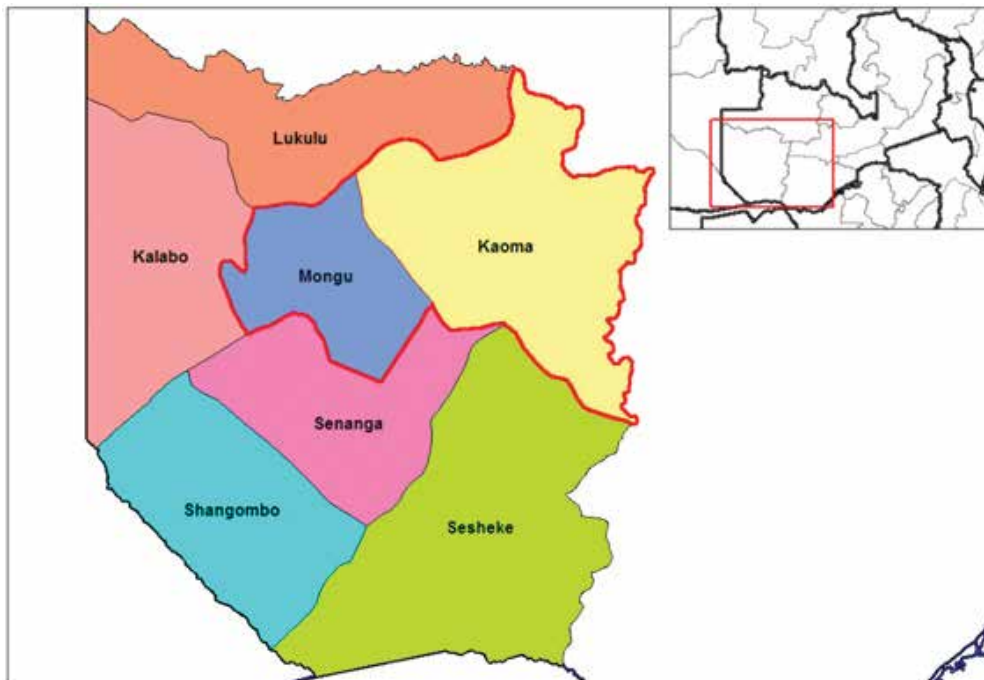 Lukulu
Kalabo
Kaoma
Mongu
Senanga
Shangombo
Sesheke